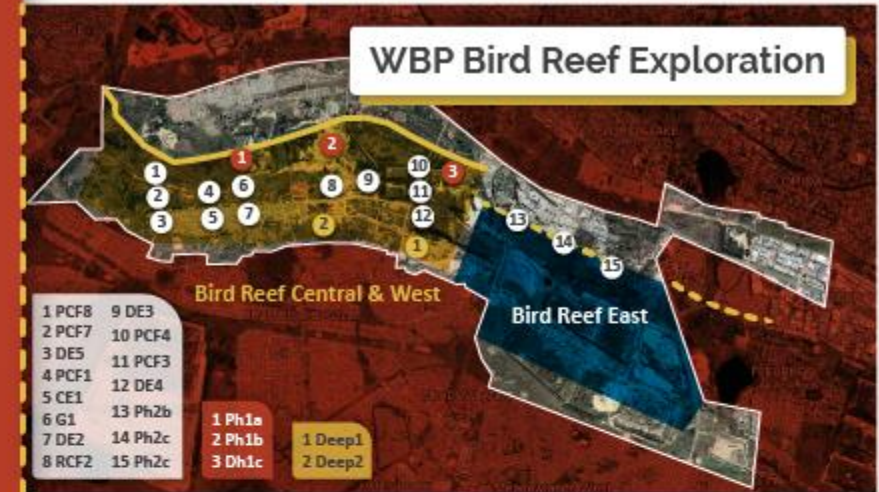 WBP Bird Reef Exploration
1
2
3
1
2
3
4
5
6
7
8
9
10
11
12
2
1
13
14
15
Bird Reef Central & West
Bird Reef East
1 PCF8
2 PCF7
3 DE5
4 PCF1
5 CE1
6 G1
7 DE2
8 RCF2
9 DE3
10 PCF4
11 PCF3
12 DE4
13 Ph2b
14 Ph2c
15 Ph2c
1 Ph1a
2 Ph1b
3 Dh1c
1 Deep1
2 Deep2